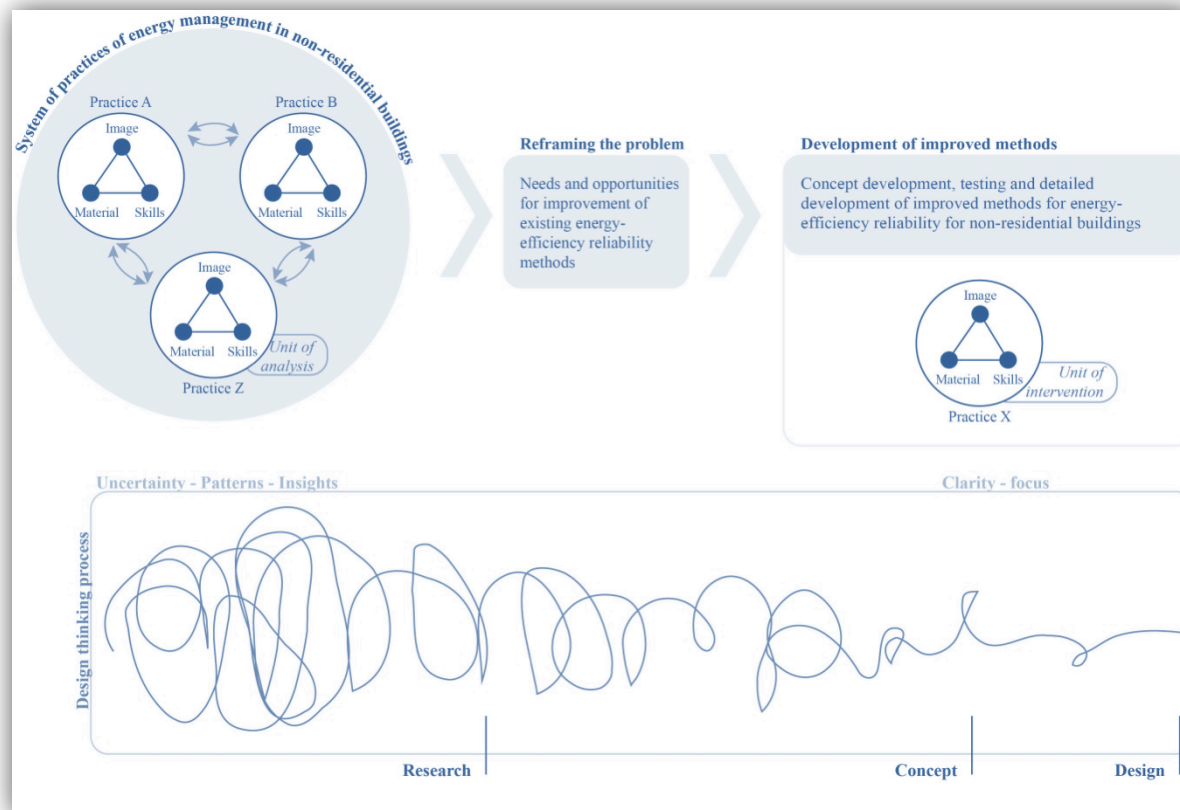 System of practices of energy management in non-residential buildings
Practice A
Image
Material
Skills
Practice B
Image
Material
Skills
Image
Material
Skills
Unit of
analysis
Practice Z
Reframing the problem
Needs and opportunities
for improvement of
existing energy-
efficiency reliability
methods
Development of improved methods
Concept development, testing and detailed
development of improved methods for energy-
efficiency reliability for non-residential buildings
Image
Material
Skills
Unit of
intervention
Practice X
Uncertainty - Patterns - Insights
Clarity - focus
Design thinking process
Research
Concept
Design